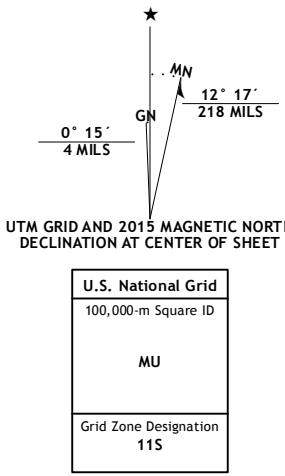 ★
MN
GN
12° 17´
218 MILS
0° 15´
4 MILS
UTM GRID AND 2015 MAGNETIC NORTH
DECLINATION AT CENTER OF SHEET
U.S. National Grid
100,000-m Square ID
MU
Grid Zone Designation
11S